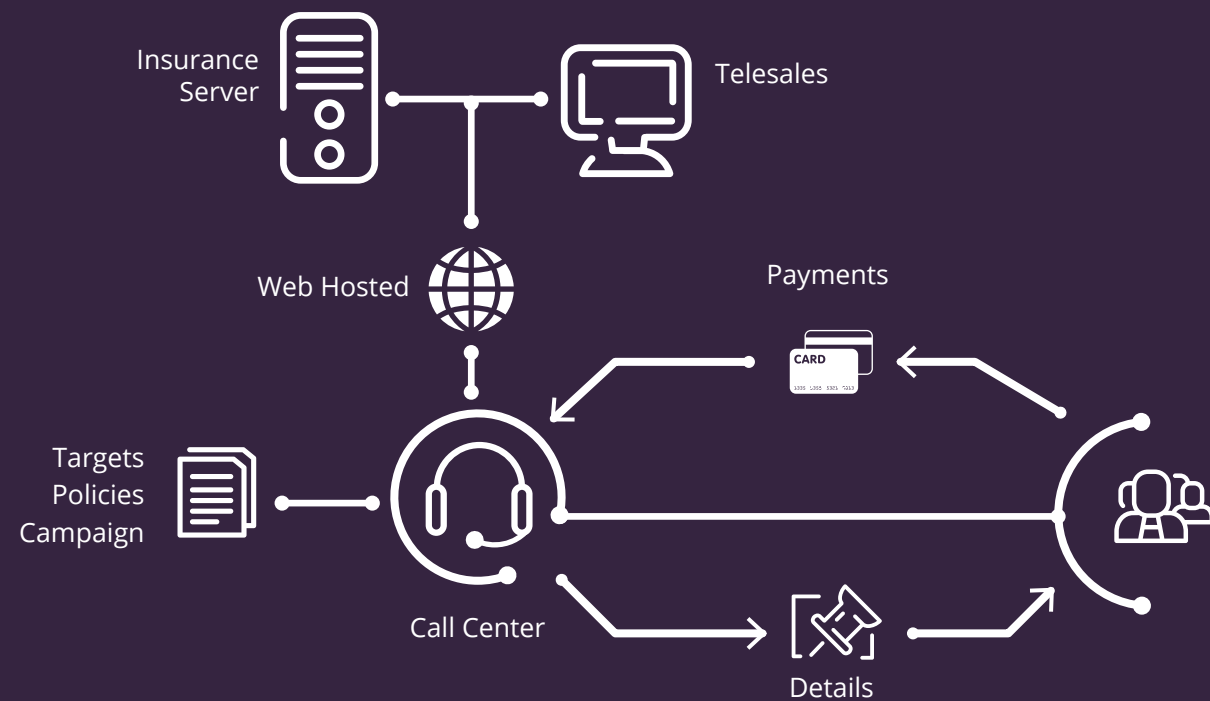 Insurance
Server
Telesales
Web Hosted
Payments
CARD
Targets
Policies
Campaign
Call Center
Details